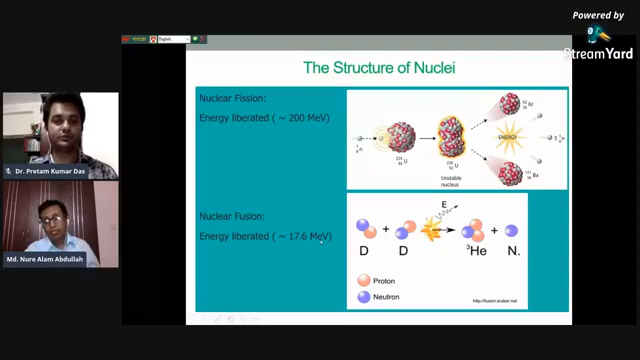 Powered by
StreamYard
English
The Structure of Nuclei
Nuclear Fission:
Energy liberated ( ~ 200 MeV)
ENERGY
Unstable
nucleus
Nuclear Fusion:
Energy liberated ( ~ 17.6 MeV)
E
D + D → ³He + N.
Proton
Neutron
http://fusion.srubar.net
Dr. Pretam Kumar Das
Md. Nure Alam Abdullah